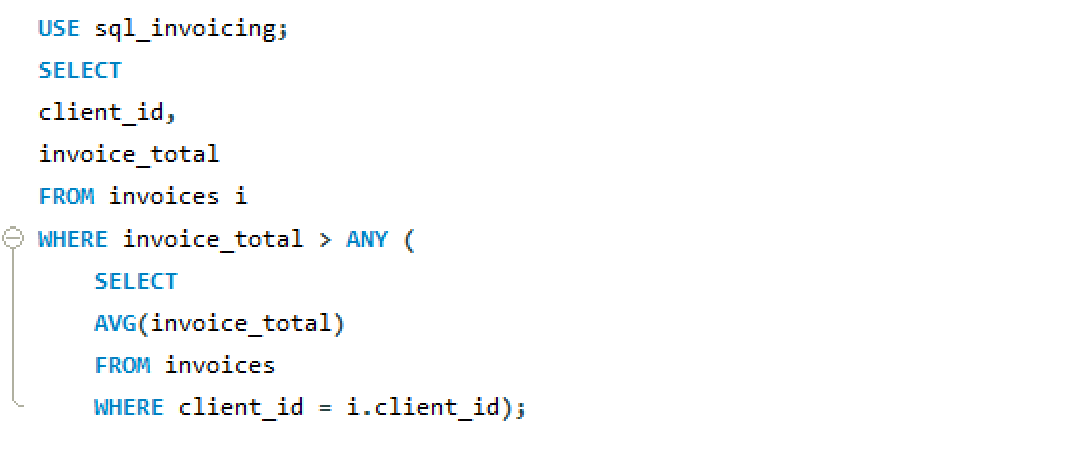 USE sql_invoicing;
SELECT
client_id,
invoice_total
FROM invoices i
WHERE invoice_total > ANY (
SELECT
AVG(invoice_total)
FROM invoices
WHERE client_id = i.client_id);